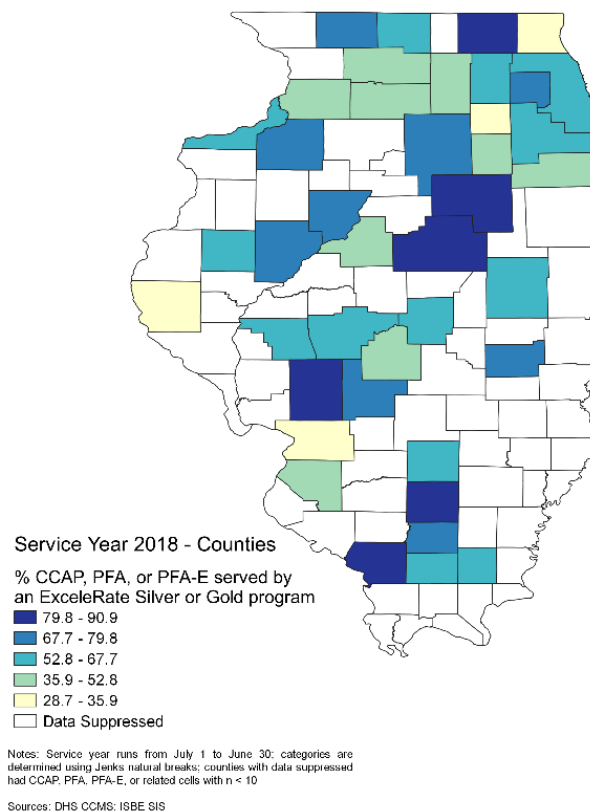 Service Year 2018 - Counties
% CCAP, PFA, or PFA-E served by
an ExceleRate Silver or Gold program
79.8 - 90.9
67.7 - 79.8
52.8 - 67.7
35.9 - 52.8
28.7 - 35.9
Data Suppressed
Notes: Service year runs from July 1 to June 30; categories are
determined using Jenks natural breaks; counties with data suppressed
had CCAP, PFA, PFA-E, or related cells with n < 10
Sources: DHS CCMS; ISBE SIS